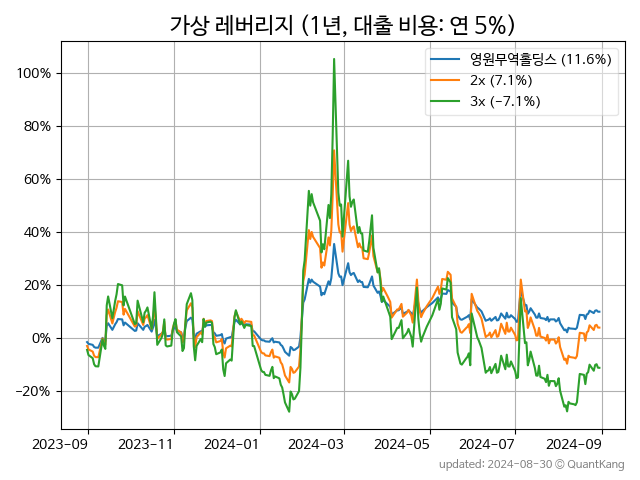 가상 레버리지 (1년, 대출 비용: 연 5%)
영원무역홀딩스 (11.6%)
2x (7.1%)
3x (−7.1%)
100%
80%
60%
40%
20%
0%
−20%
2023-09
2023-11
2024-01
2024-03
2024-05
2024-07
2024-09
updated: 2024-08-30 © QuantKang